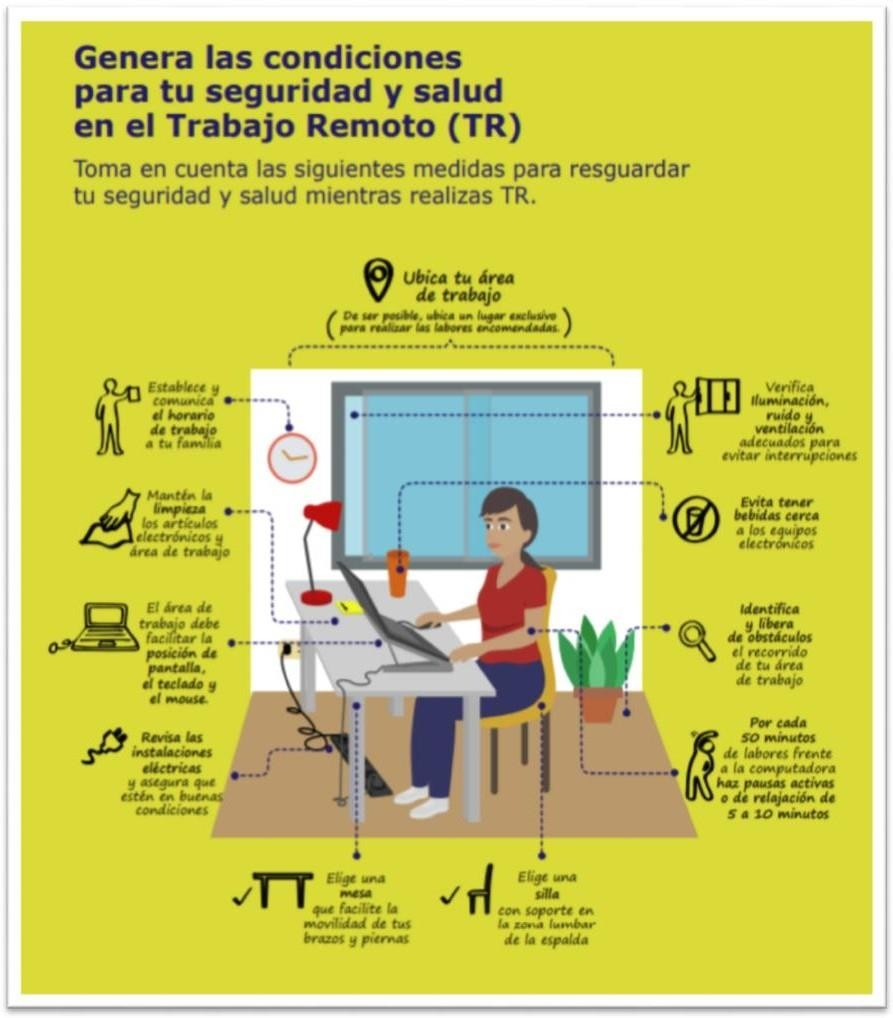 Genera las condiciones
para tu seguridad y salud
en el Trabajo Remoto (TR)
Toma en cuenta las siguientes medidas para resguardar
tu seguridad y salud mientras realizas TR.
Ubica tu área
de trabajo
(De ser posible, ubica un lugar exclusivo
para realizar las labores encomendadas.)
Establece y
comunica
el horario
de trabajo
a tu familia
Mantén la
limpieza
los artículos
electrónicos y
área de trabajo
El área de
trabajo debe
facilitar la
posición de
pantalla,
el teclado y
el mouse.
Revisa las
instalaciones
eléctricas
y asegura que
estén en buenas
condiciones
Verifica
Iluminación,
ruido y
ventilación
adecuados para
evitar interrupciones
Evita tener
bebidas cerca
a los equipos
electrónicos
Identifica
y libera
de obstáculos
el recorrido
de tu área
de trabajo
Por cada
50 minutos
de labores frente
a la computadora
haz pausas activas
o de relajación de
5 a 10 minutos
Elige una
mesa
que facilite la
movilidad de tus
brazos y piernas
Elige una
silla
con soporte en
la zona lumbar
de la espalda